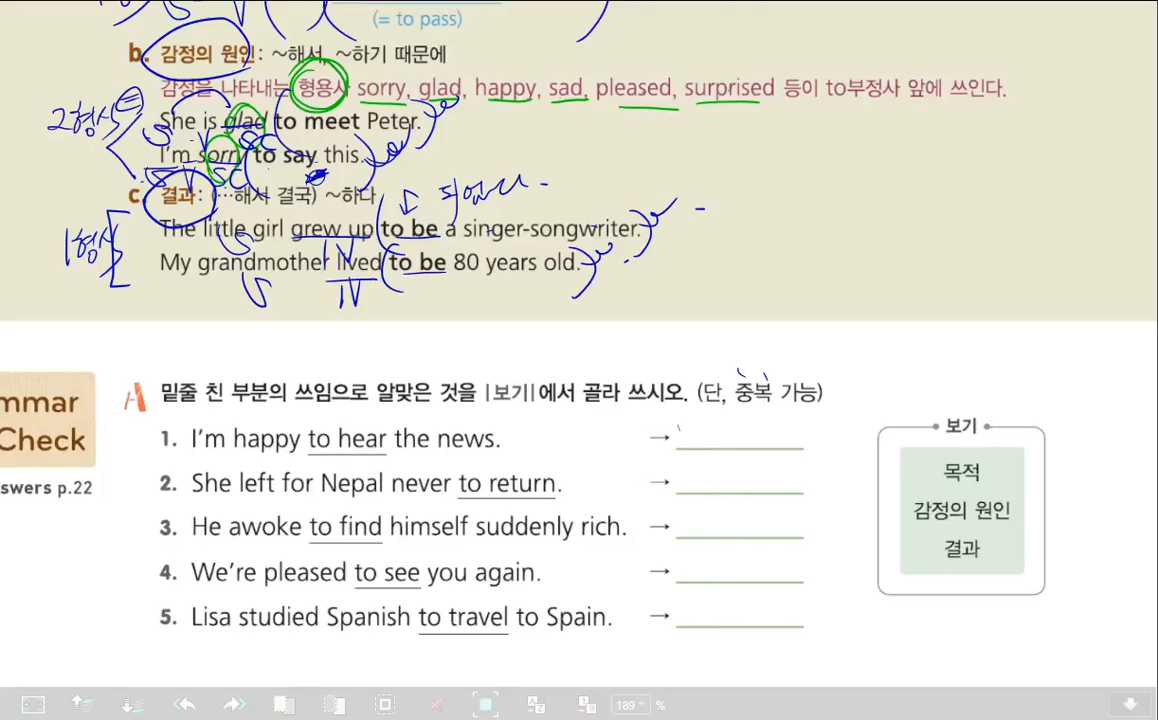 (= to pass)
b. 감정의 원인: ~해서, ~하기 때문에
감정을 나타내는 형용사 sorry, glad, happy, sad, pleased, surprised 등이 to부정사 앞에 쓰인다.
2형식
She is glad to meet Peter.
S V SC
I'm sorry to say this.
S V SC
c. 결과: (…해서 결국) ~하다
되었다
1형식
The little girl grew up to be a singer-songwriter.
S 1V
My grandmother lived to be 80 years old.
S 1V
mmar
Check
swers p.22
A 밑줄 친 부분의 쓰임으로 알맞은 것을 |보기|에서 골라 쓰시오. (단, 중복 가능)
1. I'm happy to hear the news. →
2. She left for Nepal never to return. →
3. He awoke to find himself suddenly rich. →
4. We're pleased to see you again. →
5. Lisa studied Spanish to travel to Spain. →
보기
목적
감정의 원인
결과
189 %